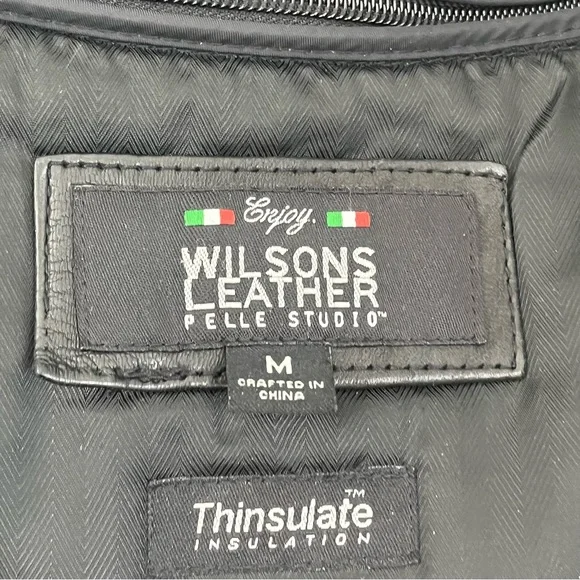 Enjoy.
WILSONS
LEATHER
PELLE STUDIO™
M
CRAFTED IN
CHINA
Thinsulate™
INSULATION